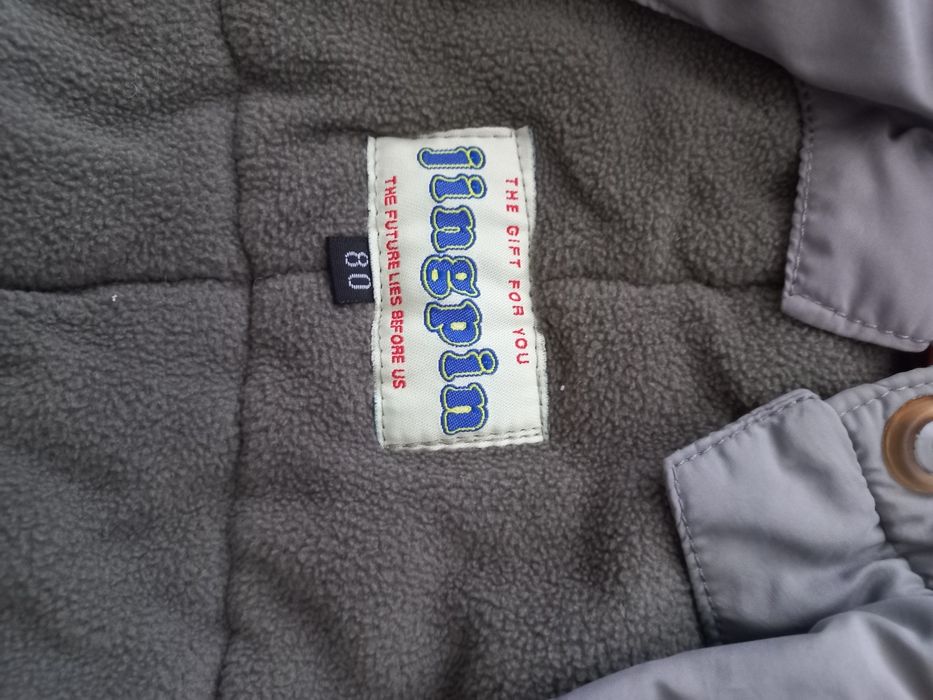 THE GIFT FOR YOU
jingpin
THE FUTURE LIES BEFORE US
80